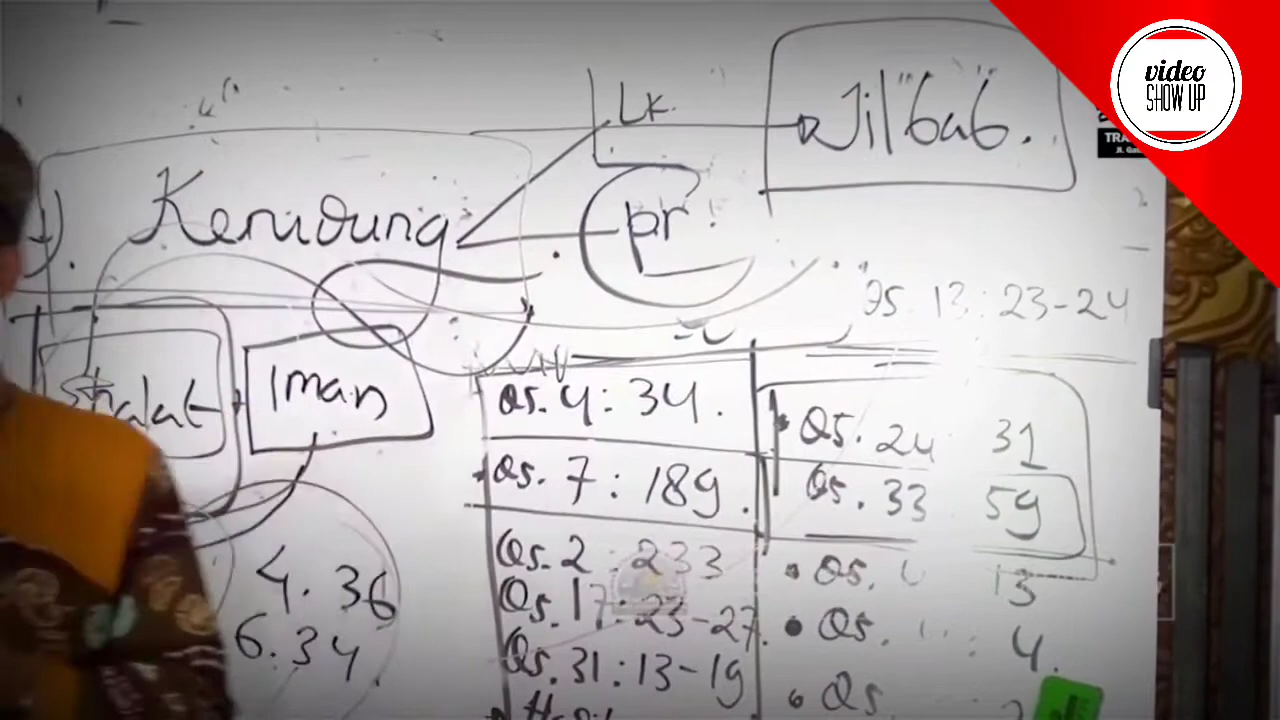 video
SHOW UP
Lk.
Jilbab.
Kerudung
pr
Qs. 13 : 23-24
Shalat
Iman
Qs. 4 : 34.
Qs. 7 : 189.
Qs. 2 : 233
Qs. 17 : 23-27.
Qs. 31 : 13-19
Qs. 24 31
Qs. 33 59
Qs. 13
Qs. : 4.
Qs
4. 36
6. 34.